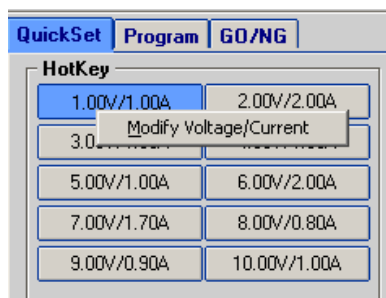 QuickSet Program GO/NG
HotKey
1.00V/1.00A 2.00V/2.00A
Modify Voltage/Current
5.00V/1.00A 6.00V/2.00A
7.00V/1.70A 8.00V/0.80A
9.00V/0.90A 10.00V/1.00A